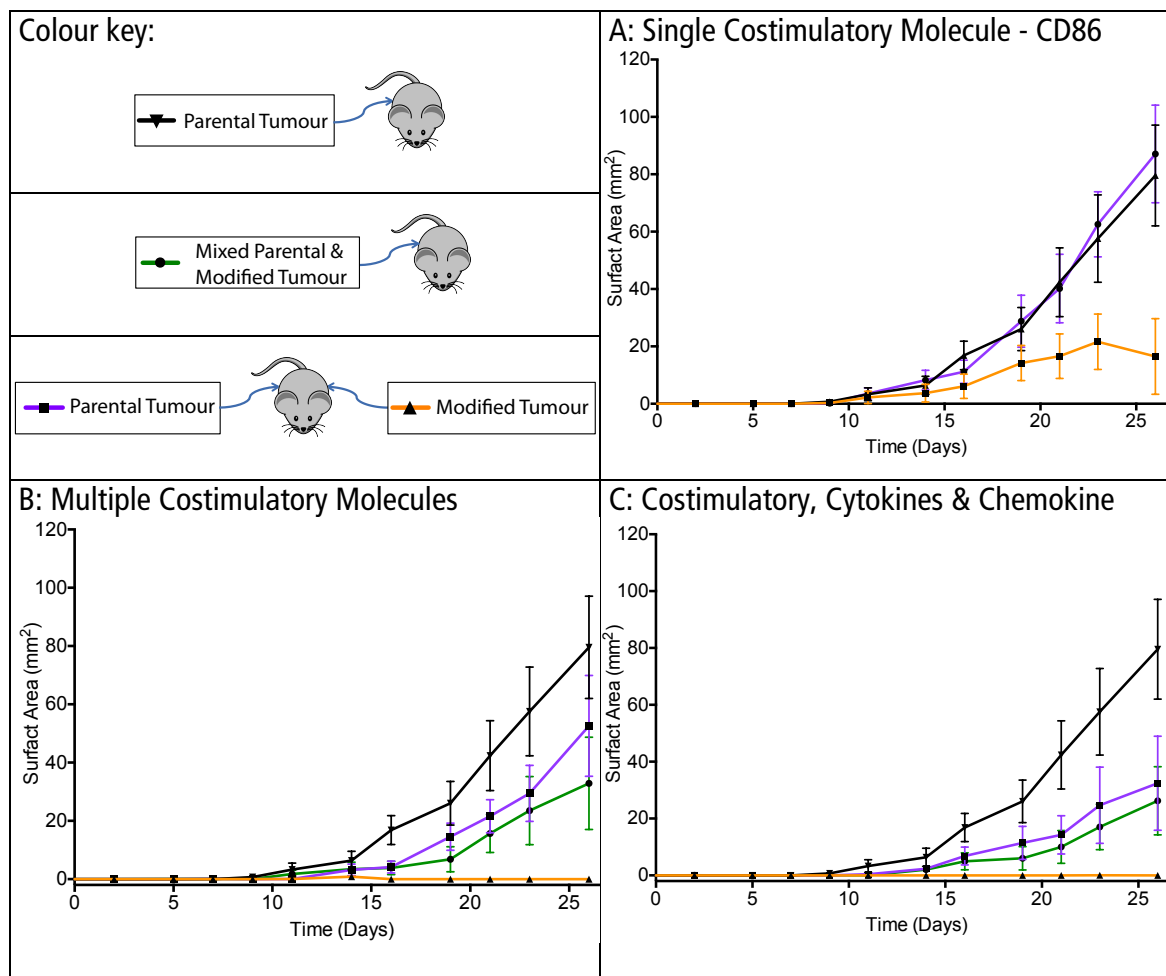 Colour key:
Parental Tumour
Mixed Parental &
Modified Tumour
Parental Tumour
Modified Tumour
A: Single Costimulatory Molecule - CD86
120
100
80
60
40
20
0
Surfact Area (mm²)
0 5 10 15 20 25
Time (Days)
B: Multiple Costimulatory Molecules
120
100
80
60
40
20
0
Surface Area (mm²)
0 5 10 15 20 25
Time (Days)
C: Costimulatory, Cytokines & Chemokine
120
100
80
60
40
20
0
Surfact Area (mm²)
0 5 10 15 20 25
Time (Days)